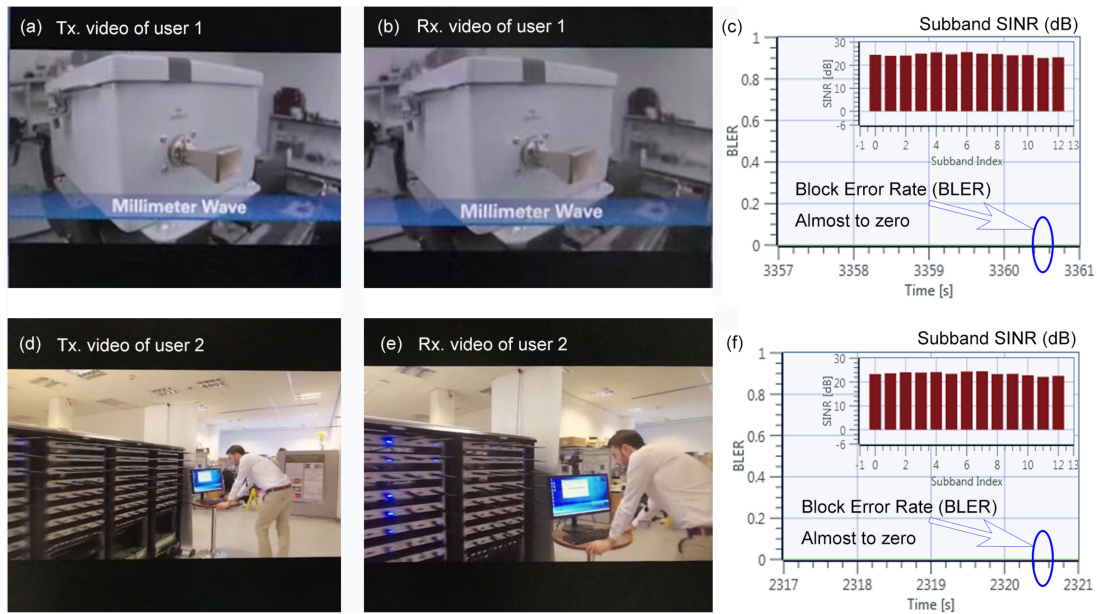 (a) Tx. video of user 1
Millimeter Wave
(b) Rx. video of user 1
Millimeter Wave
(c)
Subband SINR (dB)
BLER
1
0.8
0.6
0.4
0.2
0
SINR [dB]
30
20
10
0
-6
-1 0 2 4 6 8 10 12 13
Subband Index
Block Error Rate (BLER)
Almost to zero
3357 3358 3359 3360 3361
Time [s]
(d) Tx. video of user 2
(e) Rx. video of user 2
(f)
Subband SINR (dB)
BLER
1
0.8
0.6
0.4
0.2
0
SINR [dB]
30
20
10
0
-6
-1 0 2 4 6 8 10 12 13
Subband Index
Block Error Rate (BLER)
Almost to zero
2317 2318 2319 2320 2321
Time [s]